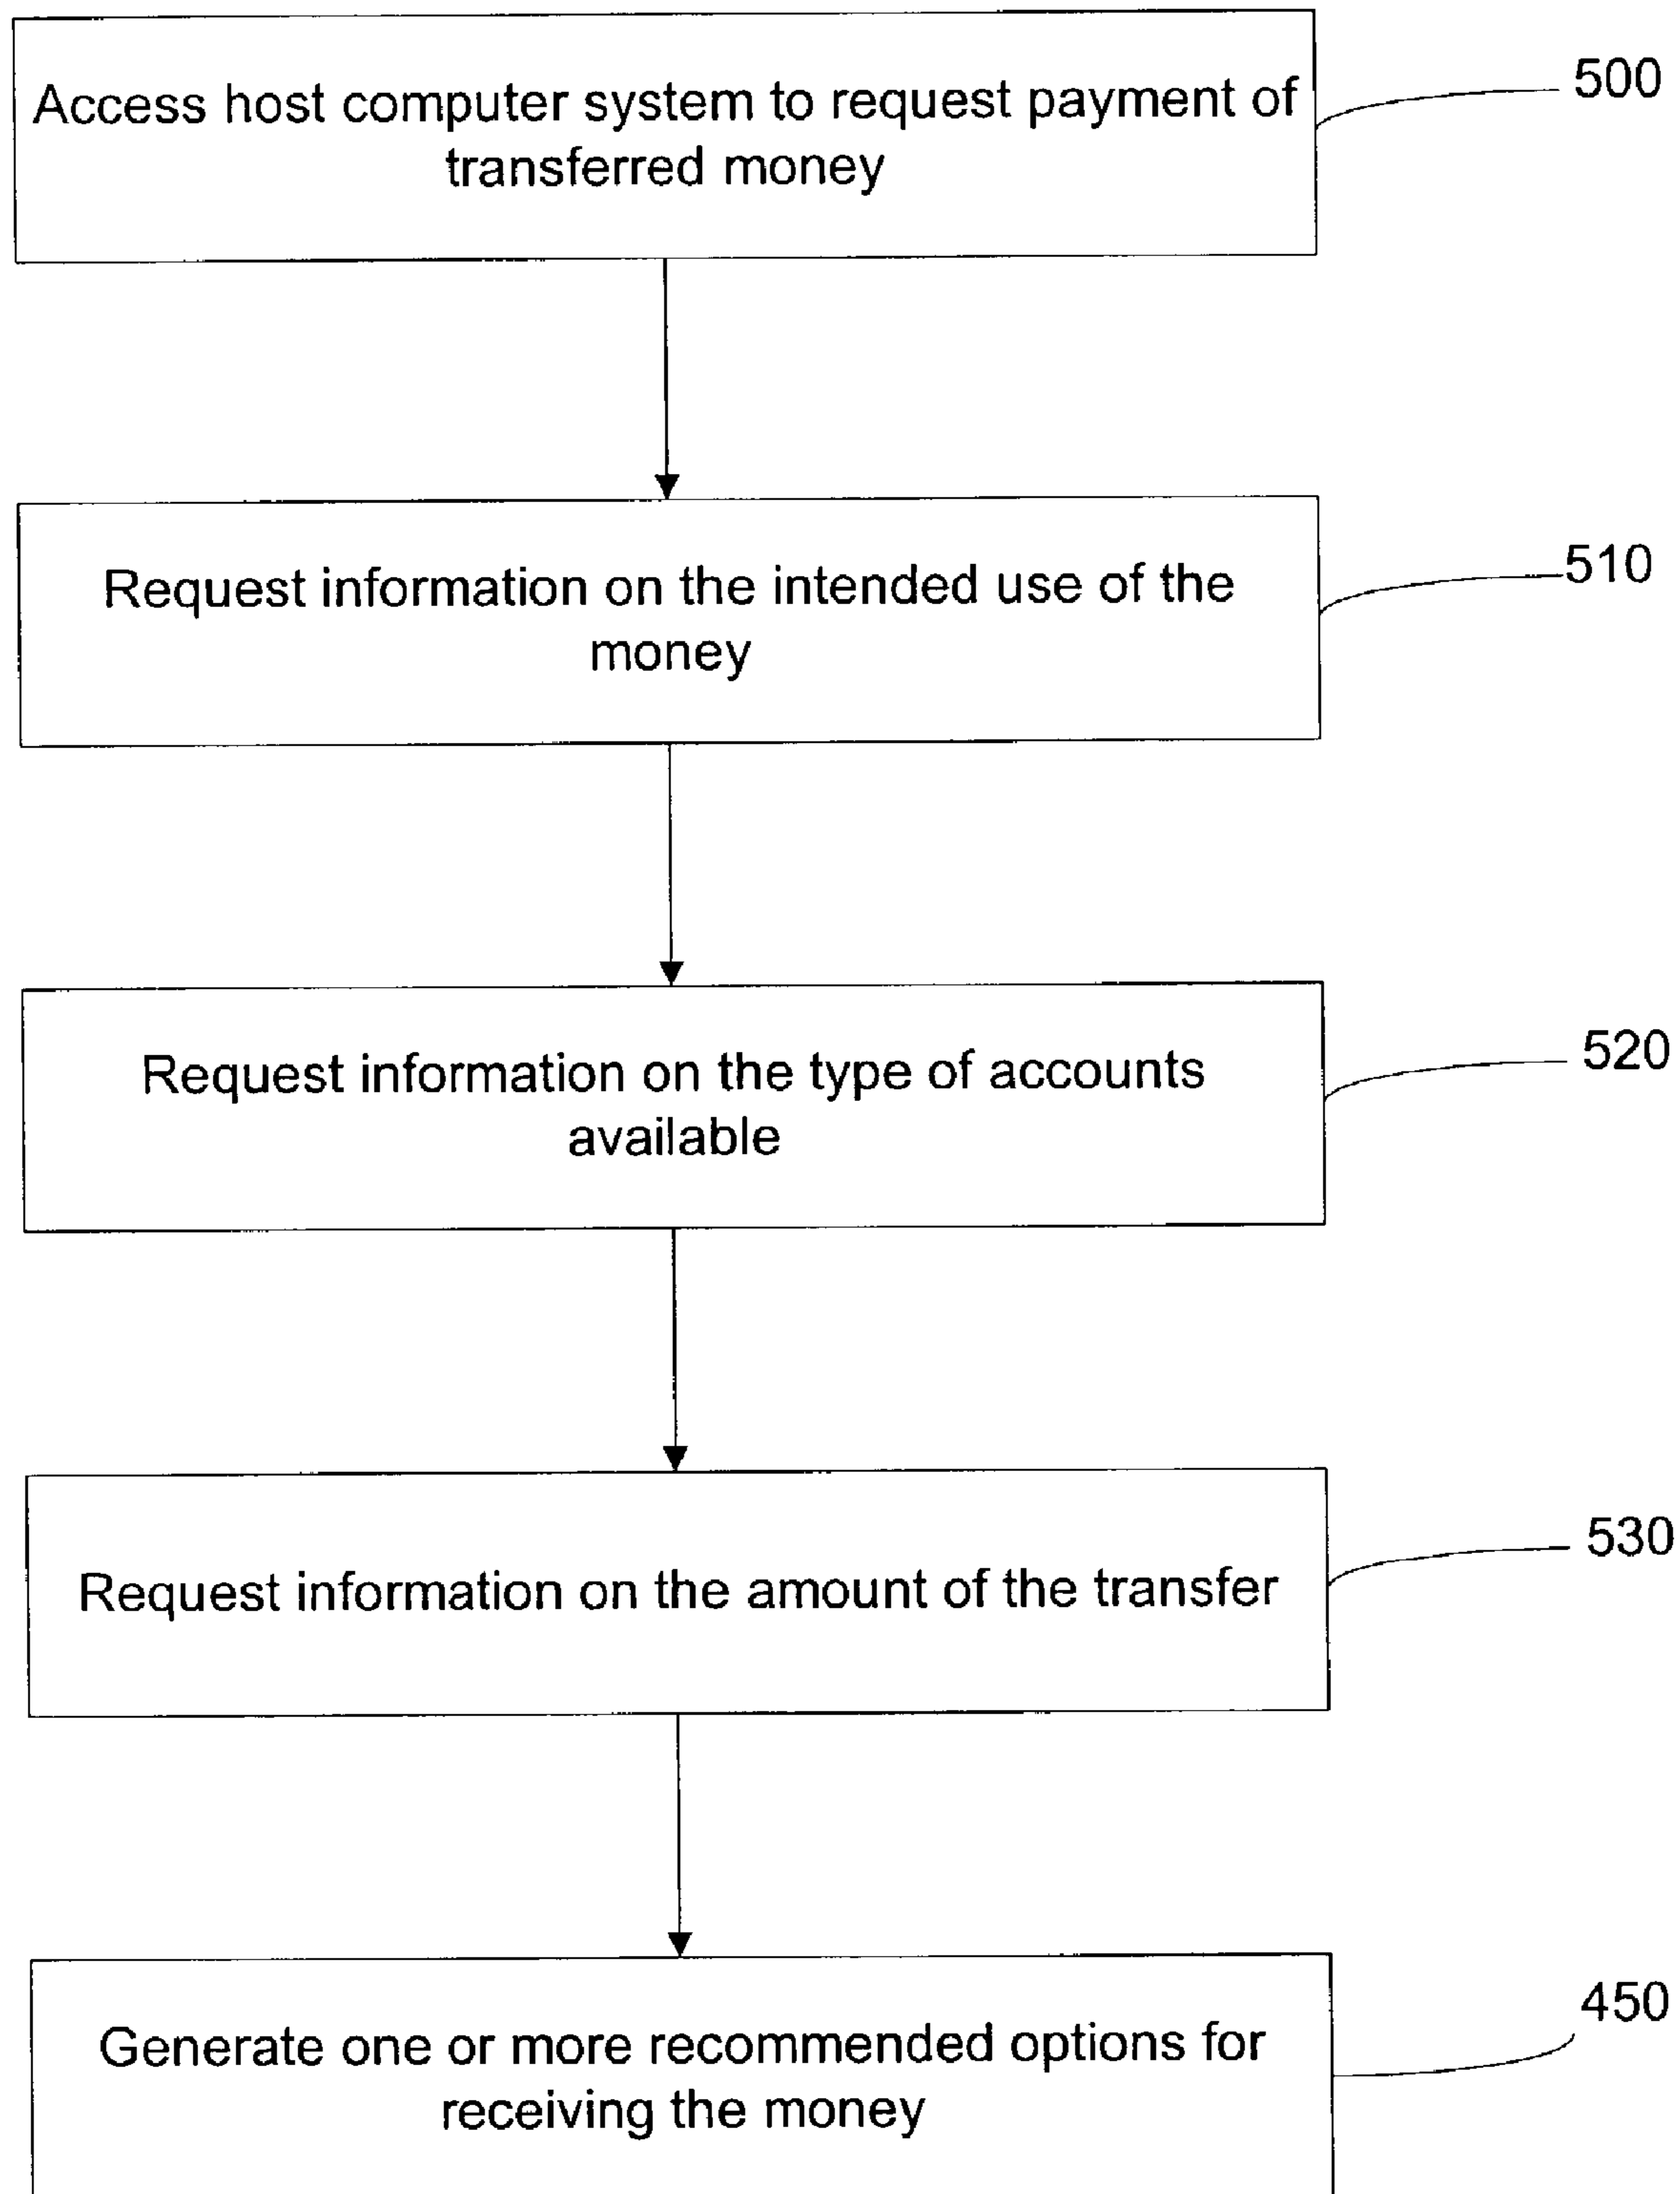 Access host computer system to request payment of
transferred money
500
Request information on the intended use of the
money
510
Request information on the type of accounts
available
520
Request information on the amount of the transfer
530
Generate one or more recommended options for
receiving the money
450